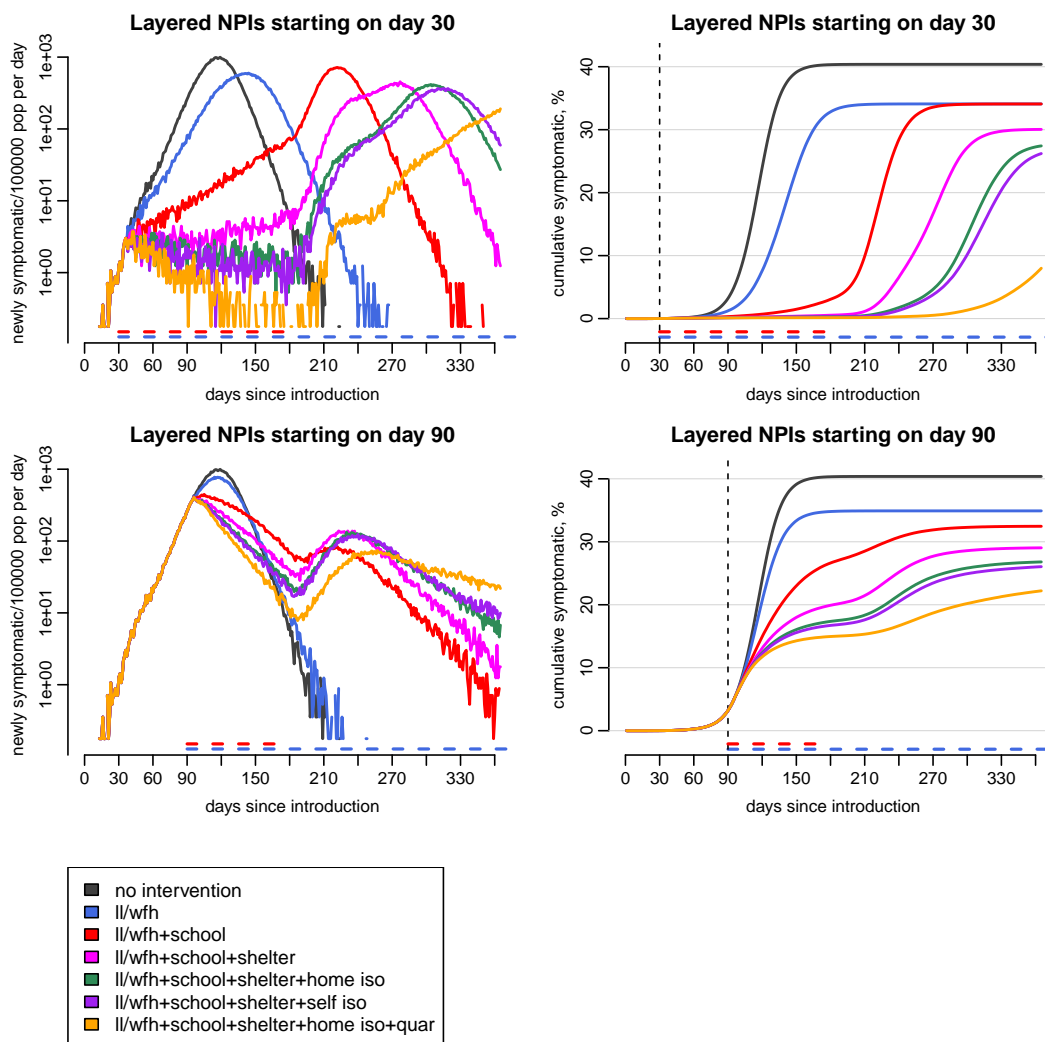 Layered NPIs starting on day 30
newly symptomatic/100000 pop per day
1e+03
1e+02
1e+01
1e+00
0 30 60 90 150 210 270 330
days since introduction
Layered NPIs starting on day 30
cumulative symptomatic, %
40
30
20
10
0
0 30 60 90 150 210 270 330
days since introduction
Layered NPIs starting on day 90
newly symptomatic/100000 pop per day
1e+03
1e+02
1e+01
1e+00
0 30 60 90 150 210 270 330
days since introduction
Layered NPIs starting on day 90
cumulative symptomatic, %
40
30
20
10
0
0 30 60 90 150 210 270 330
days since introduction
no intervention
ll/wfh
ll/wfh+school
ll/wfh+school+shelter
ll/wfh+school+shelter+home iso
ll/wfh+school+shelter+self iso
ll/wfh+school+shelter+home iso+quar